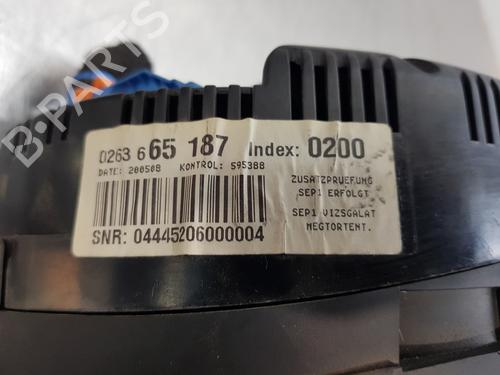 0263 665 187 Index: 0200
DATE: 200508 KONTROL: 595388
ZUSATZPRUEFUNG
SEP1 ERFOLGT
SEP1 VIZSGALAT
MEGTORTENT.
SNR: 04445206000004
B-PARTS